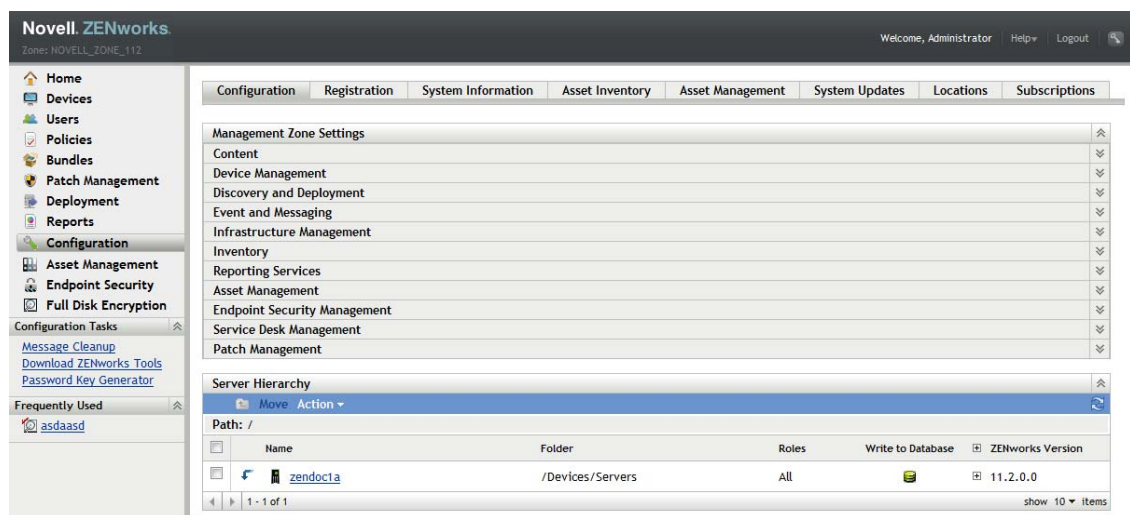 Novell. ZENworks.
Zone: NOVELL_ZONE_112
Welcome, Administrator Help Logout
Home
Devices
Users
Policies
Bundles
Patch Management
Deployment
Reports
Configuration
Asset Management
Endpoint Security
Full Disk Encryption
Configuration Tasks
Message Cleanup
Download ZENworks Tools
Password Key Generator
Frequently Used
asdaasd
Configuration Registration System Information Asset Inventory Asset Management System Updates Locations Subscriptions
Management Zone Settings
Content
Device Management
Discovery and Deployment
Event and Messaging
Infrastructure Management
Inventory
Reporting Services
Asset Management
Endpoint Security Management
Service Desk Management
Patch Management
Server Hierarchy
Move Action
Path: /
Name Folder Roles Write to Database ZENworks Version
zendoc1a /Devices/Servers All 11.2.0.0
1 - 1 of 1 show 10 items